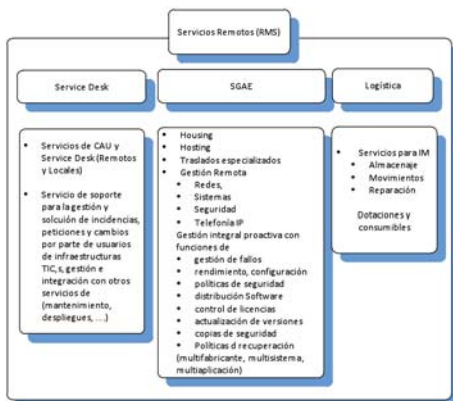 Servicios Remotos (RMS)
Service Desk
SGAE
Logística
• Servicios de CAU y
Service Desk (Remotos
y Locales)
• Servicio de soporte
para la gestión y
solcuión de incidencias,
peticiones y cambios
por parte de usuarios
de infraestructuras
TIC,s, gestión e
integración con otros
servicios de
(mantenimiento,
despliegues, ....)
• Housing
• Hosting
• Traslados especializados
• Gestión Remota
• Redes,
• Sistemas
• Seguridad
• Telefonía IP
Gestión integral proactiva con
funciones de
• gestión de fallos
• rendimiento, configuración
• políticas de seguridad
• distribución Software
• control de licencias
• actualización de versiones
• copias de seguridad
• Políticas d recuperación
(multifabricante, multisistema,
multiaplicación)
• Servicios para IM
• Almacenaje
• Movimientos
• Reparación
Dotaciones y
consumibles